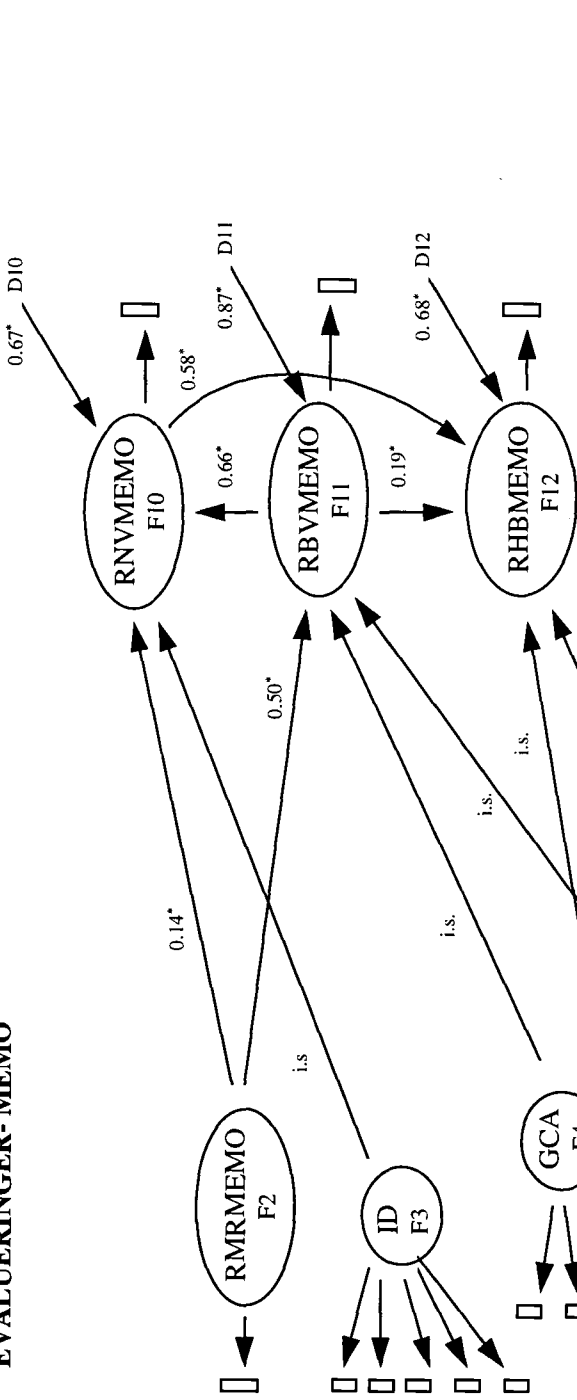 EVALUERINGER- MEMO
RMRMEMO
F2
ID
F3
GCA
0.14*
0.50*
i.s
i.s.
i.s.
i.s.
RNVMEMO
F10
RBVMEMO
F11
RHBMEMO
F12
0.66*
0.19*
0.58*
0.67*
D10
0.87*
D11
0. 68*
D12